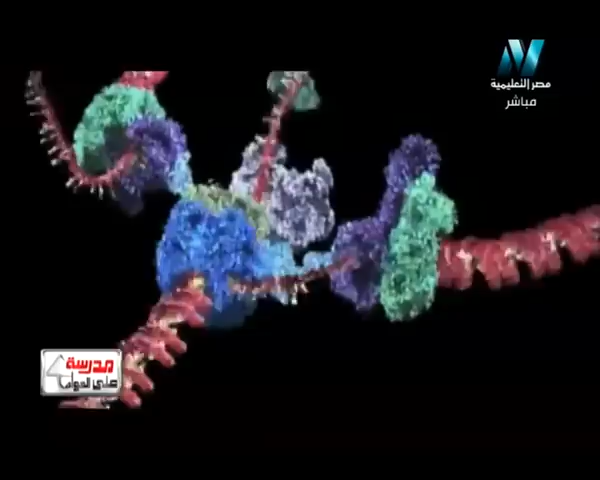 مصر التعليمية
مباشر
مدرسة
على الهواء